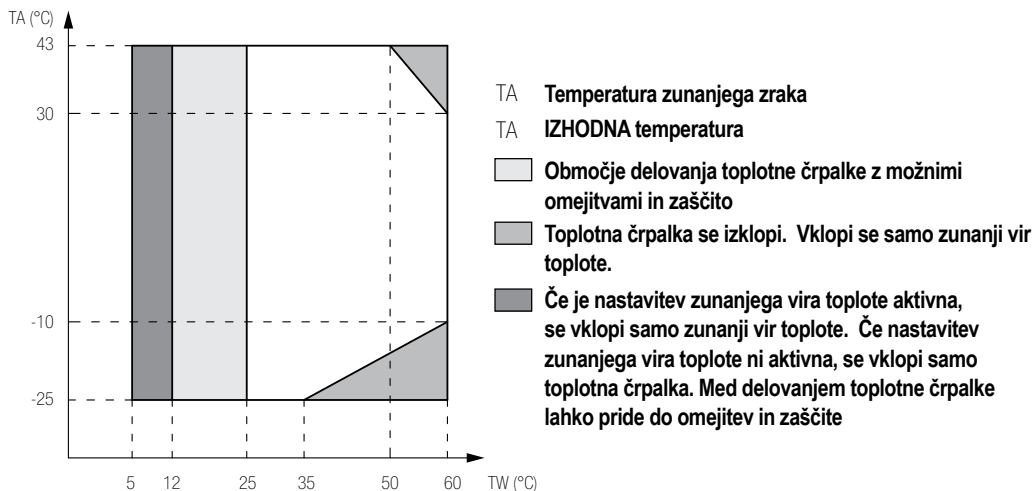 TA (°C)
43
30
-10
-25
5 12 25 35 50 60 TW (°C)
TA Temperatura zunanjega zraka
TA IZHODNA temperatura
Območje delovanja toplotne črpalke z možnimi
omejitvami in zaščito
Toplotna črpalka se izklopi. Vklopi se samo zunanji vir
toplote.
Če je nastavitev zunanjega vira toplote aktivna,
se vklopi samo zunanji vir toplote. Če nastavitev
zunanjega vira toplote ni aktivna, se vklopi samo
toplotna črpalka. Med delovanjem toplotne črpalke
lahko pride do omejitev in zaščite